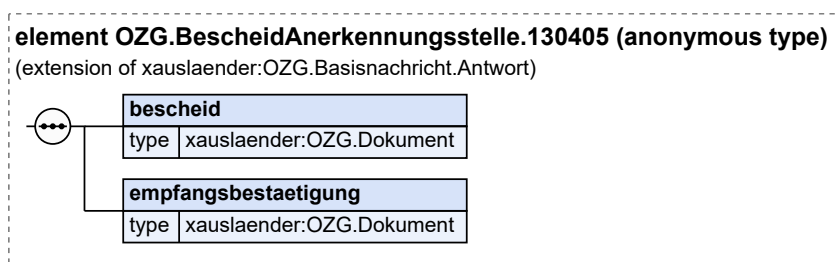 element OZG.BescheidAnerkennungsstelle.130405 (anonymous type)
(extension of xauslaender:OZG.Basisnachricht.Antwort)
bescheid
type xauslaender:OZG.Dokument
empfangsbestaetigung
type xauslaender:OZG.Dokument